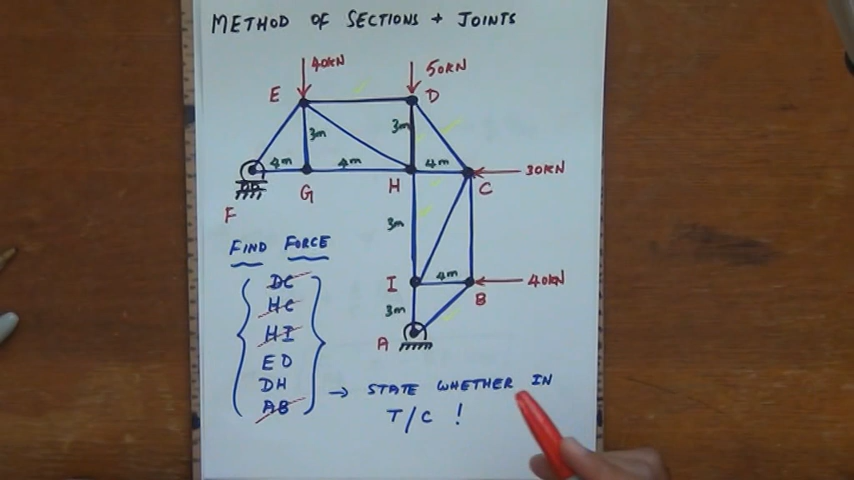 METHOD OF SECTIONS + JOINTS
40KN
50KN
E
D
3m
3m
4m
4m
4m
30KN
F
G
H
C
3m
FIND FORCE
DC
HC
HI
ED
DH
AB
I
4m
B
40KN
3m
A
→ STATE WHETHER IN
T/C !